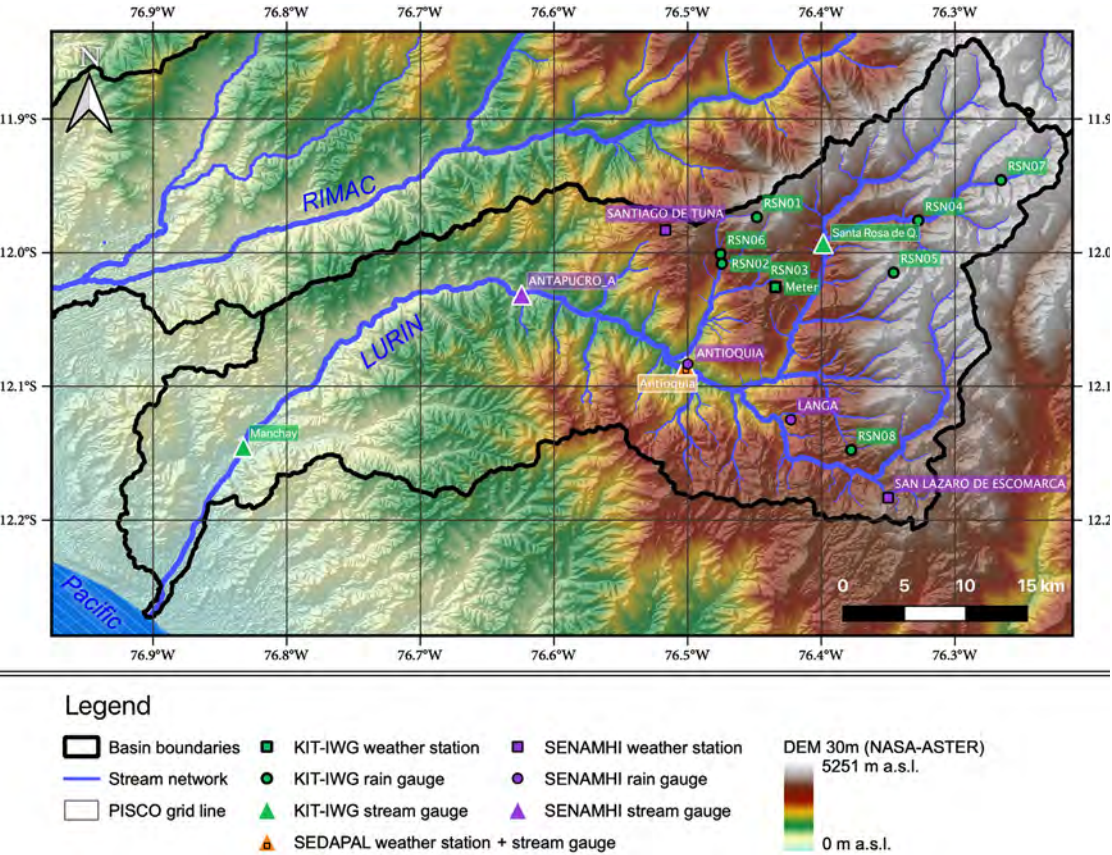 76.9°W 76.8°W 76.7°W 76.6°W 76.5°W 76.4°W 76.3°W
N
11.9°S
11.9
RSN07
RIMAC
RSN01
RSN04
SANTIAGO DE TUNA
Santa Rosa de Q.
12.0°S
12.0
RSN06
RSN02
RSN03
RSN05
Meter
ANTAPUCRO_A
LURIN
ANTIOQUIA
Antioquia
12.1°S
12.1
LANGA
Manchay
RSN08
SAN LAZARO DE ESCOMARCA
12.2°S
12.2
Pacific
0 5 10 15 km
76.9°W 76.8°W 76.7°W 76.6°W 76.5°W 76.4°W 76.3°W
Legend
Basin boundaries
KIT-IWG weather station
SENAMHI weather station
DEM 30m (NASA-ASTER)
5251 m a.s.l.
Stream network
KIT-IWG rain gauge
SENAMHI rain gauge
PISCO grid line
KIT-IWG stream gauge
SENAMHI stream gauge
SEDAPAL weather station + stream gauge
0 m a.s.l.